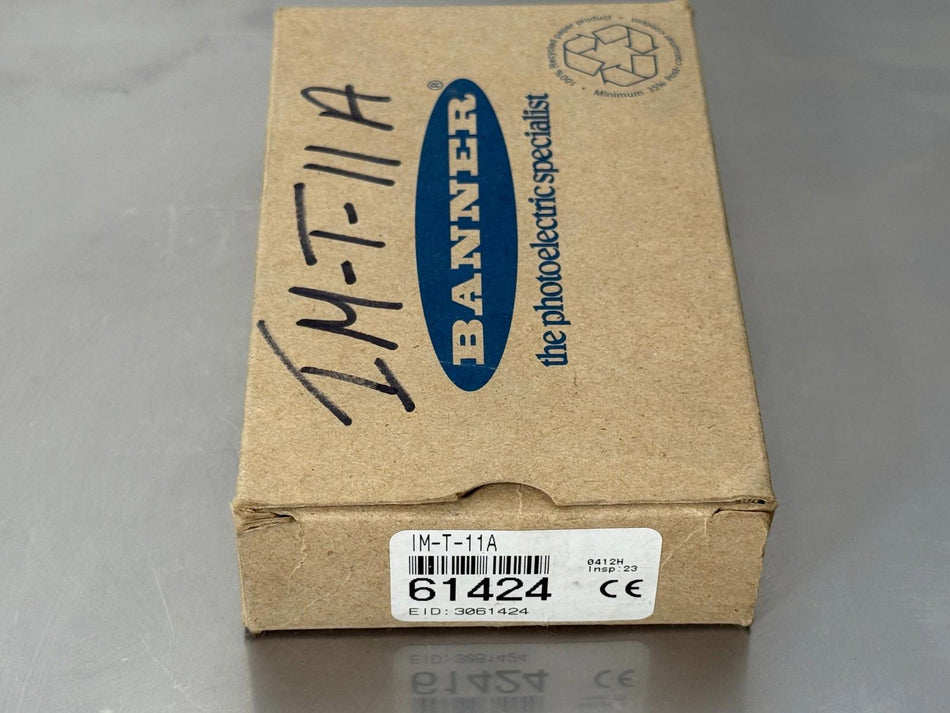 IM-T-11A
BANNER®
the photoelectric specialist
100% recycled paper product • Minimum 35% Post-consumer content •
IM-T-11A
0412H
Insp:23
61424
CE
EID: 3061424